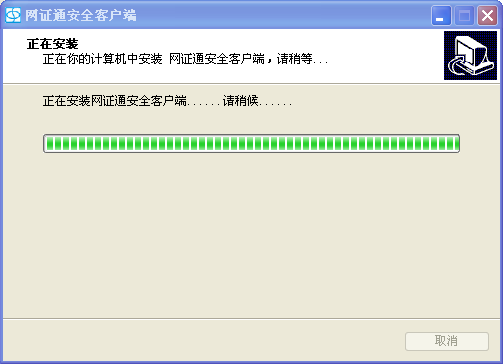 网证通安全客户端
正在安装
正在你的计算机中安装 网证通安全客户端，请稍等...
正在安装网证通安全客户端......请稍候......
取消